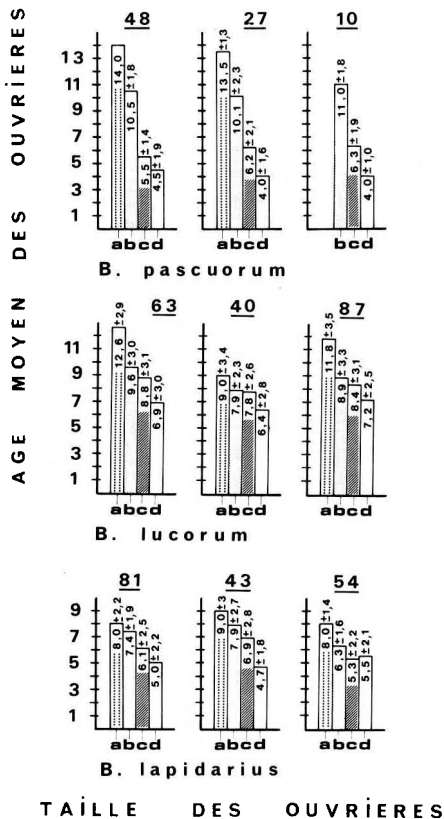 AGE MOYEN DES OUVRIERES
48 27 10
13
11
9
7
5
3
1
14,0 10,5 ±1,8 5,5 ±1,4 4,5 ±1,9
13,5 ±1,3 10,1 ±2,3 6,2 ±2,1 4,0 ±1,6
11,0 ±1,8 6,3 ±1,9 4,0 ±1,0
abcd abcd bcd
B. pascuorum
63 40 87
11
9
7
5
3
1
12,6 ±2,9 9,6 ±3,0 8,8 ±3,1 6,9 ±3,0
9,0 ±3,4 7,9 ±2,3 7,8 ±2,6 6,4 ±2,8
11,8 ±3,5 8,9 ±3,3 8,4 ±3,1 7,2 ±2,5
abcd abcd abcd
B. lucorum
81 43 54
9
7
5
3
1
8,0 ±2,2 7,4 ±1,9 6,1 ±2,5 5,0 ±2,2
9,0 ±3 7,9 ±2,7 6,9 ±2,8 4,7 ±1,8
8,0 ±1,4 6,3 ±1,6 5,3 ±2,2 5,5 ±2,1
abcd abcd abcd
B. lapidarius
TAILLE DES OUVRIERES